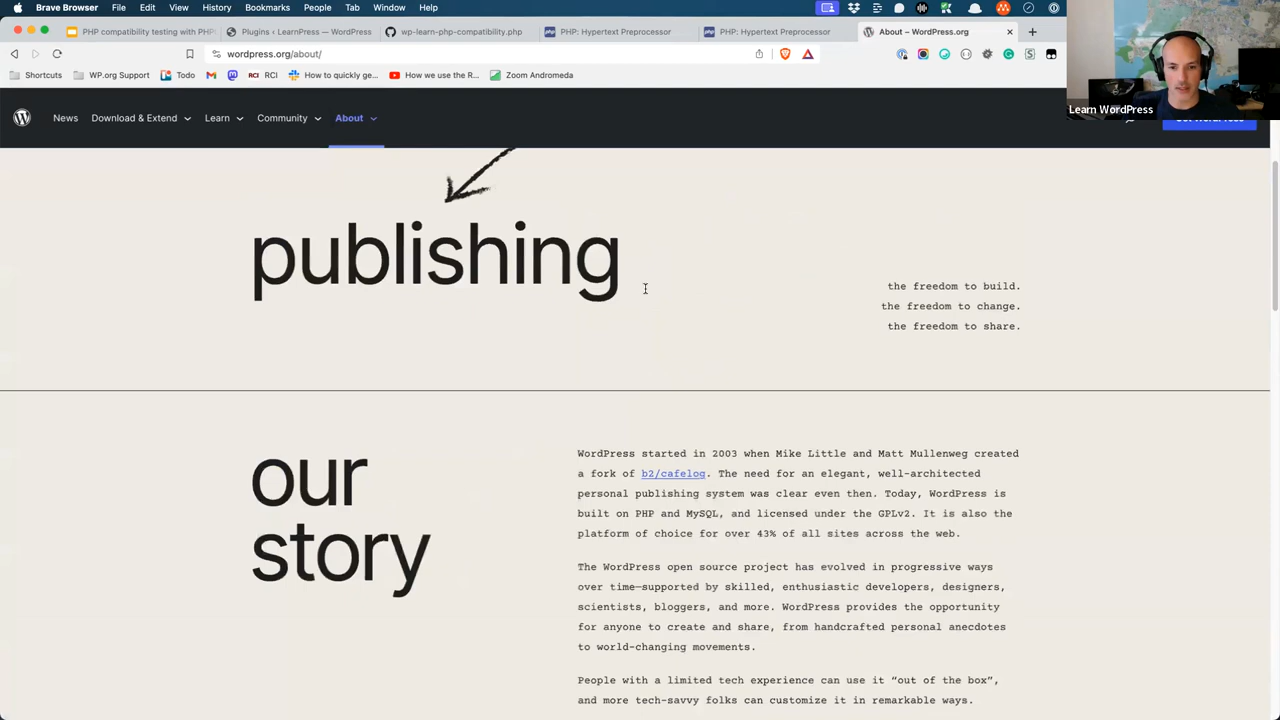 Brave Browser File Edit View History Bookmarks People Tab Window Help
PHP compatibility testing with PHP
Plugins ‹ LearnPress — WordPress
wp-learn-php-compatibility.php
PHP: Hypertext Preprocessor
PHP: Hypertext Preprocessor
About – WordPress.org
wordpress.org/about/
Shortcuts WP.org Support Todo RCI How to quickly ge... How we use the R... Zoom Andromeda
Learn WordPress
News Download & Extend Learn Community About
publishing
the freedom to build.
the freedom to change.
the freedom to share.
our
story
WordPress started in 2003 when Mike Little and Matt Mullenweg created
a fork of b2/cafelog. The need for an elegant, well-architected
personal publishing system was clear even then. Today, WordPress is
built on PHP and MySQL, and licensed under the GPLv2. It is also the
platform of choice for over 43% of all sites across the web.
The WordPress open source project has evolved in progressive ways
over time—supported by skilled, enthusiastic developers, designers,
scientists, bloggers, and more. WordPress provides the opportunity
for anyone to create and share, from handcrafted personal anecdotes
to world-changing movements.
People with a limited tech experience can use it “out of the box”,
and more tech-savvy folks can customize it in remarkable ways.